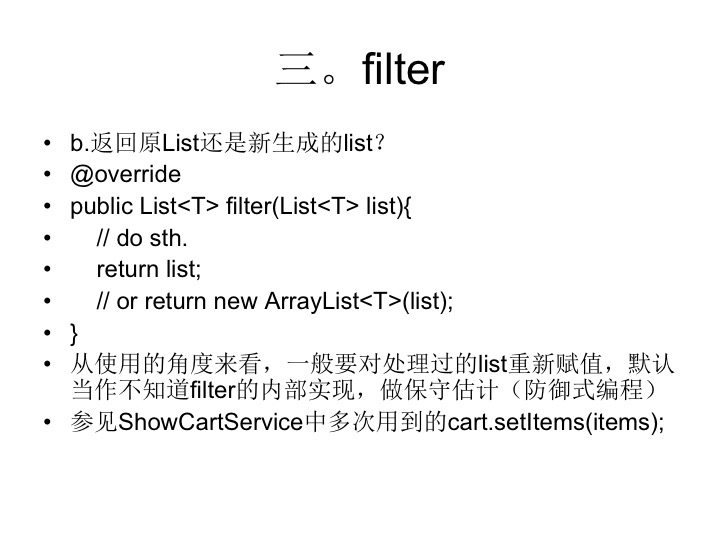 三。filter
• b.返回原List还是新生成的list？
• @override
• public List<T> filter(List<T> list){
• // do sth.
• return list;
• // or return new ArrayList<T>(list);
• }
• 从使用的角度来看，一般要对处理过的list重新赋值，默认
当作不知道filter的内部实现，做保守估计（防御式编程）
• 参见ShowCartService中多次用到的cart.setItems(items);